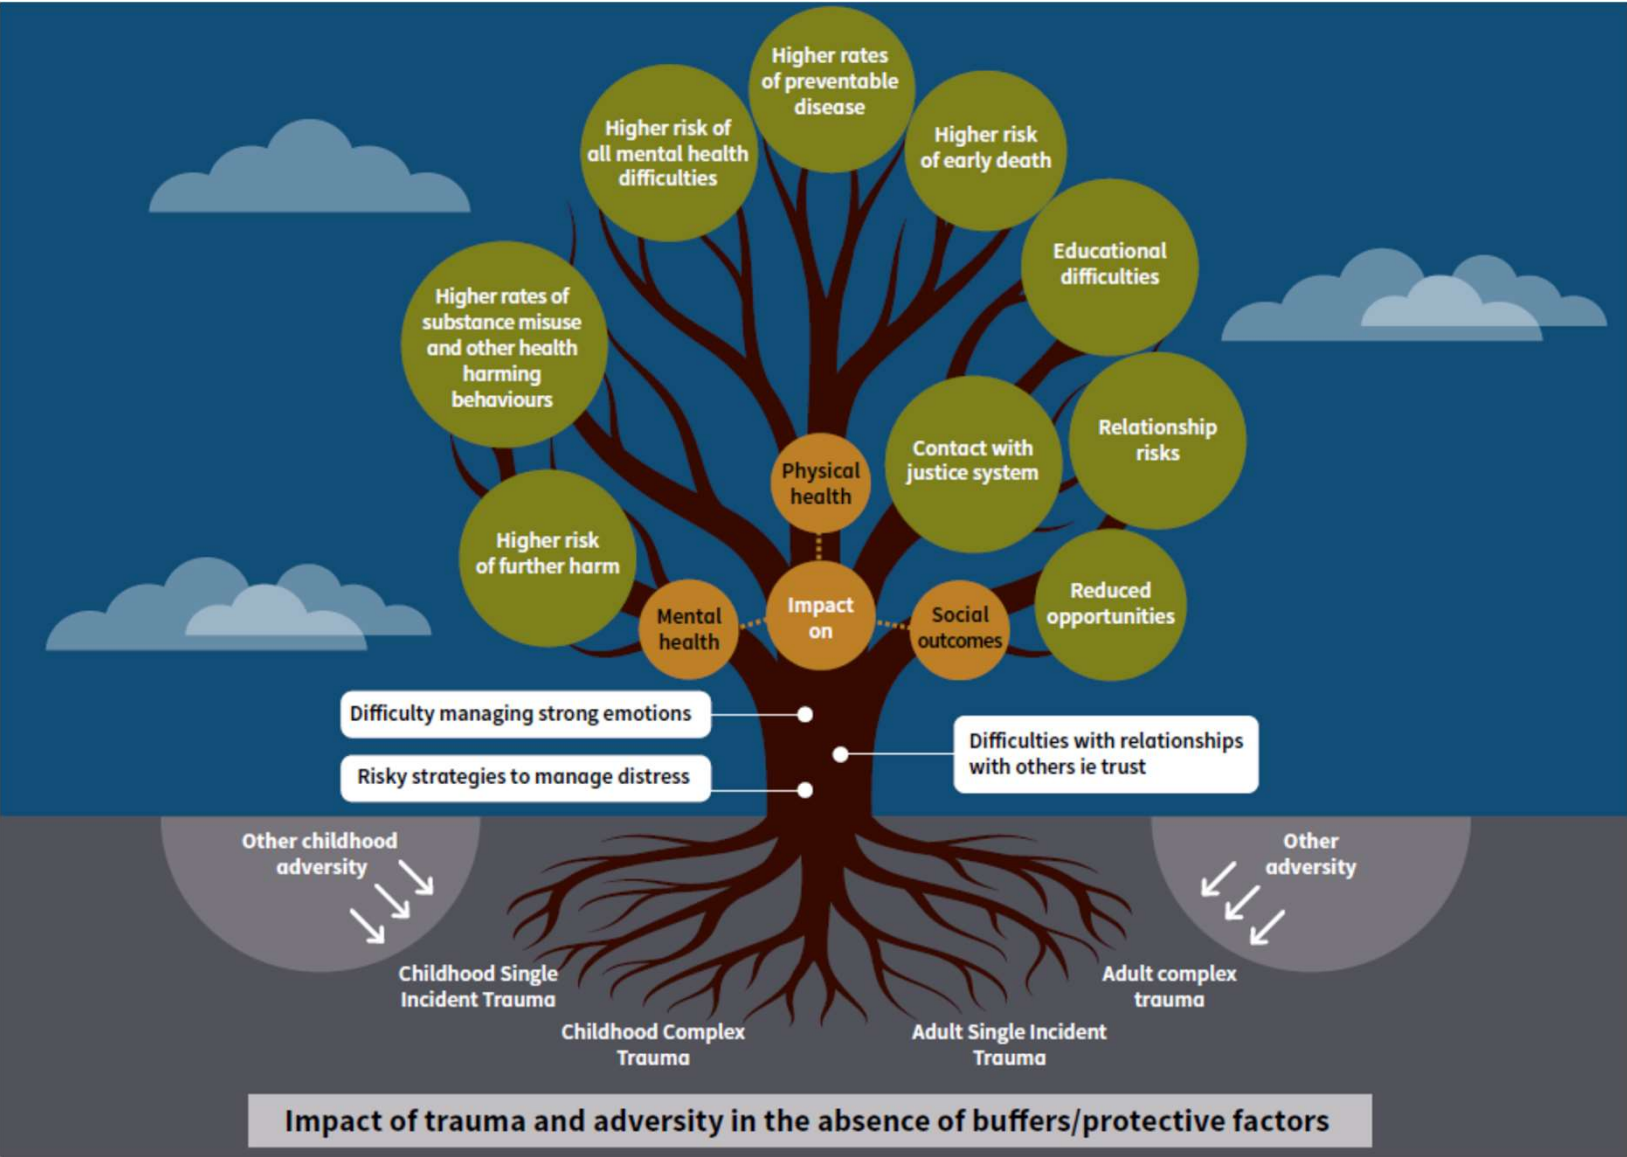 Higher rates
of preventable
disease
Higher risk of
all mental health
difficulties
Higher risk
of early death
Educational
difficulties
Higher rates of
substance misuse
and other health
harming
behaviours
Relationship
risks
Contact with
justice system
Physical
health
Higher risk
of further harm
Reduced
opportunities
Mental
health
Impact
on
Social
outcomes
Difficulty managing strong emotions
Difficulties with relationships
with others ie trust
Risky strategies to manage distress
Other childhood
adversity
Other
adversity
Childhood Single
Incident Trauma
Adult complex
trauma
Childhood Complex
Trauma
Adult Single Incident
Trauma
Impact of trauma and adversity in the absence of buffers/protective factors